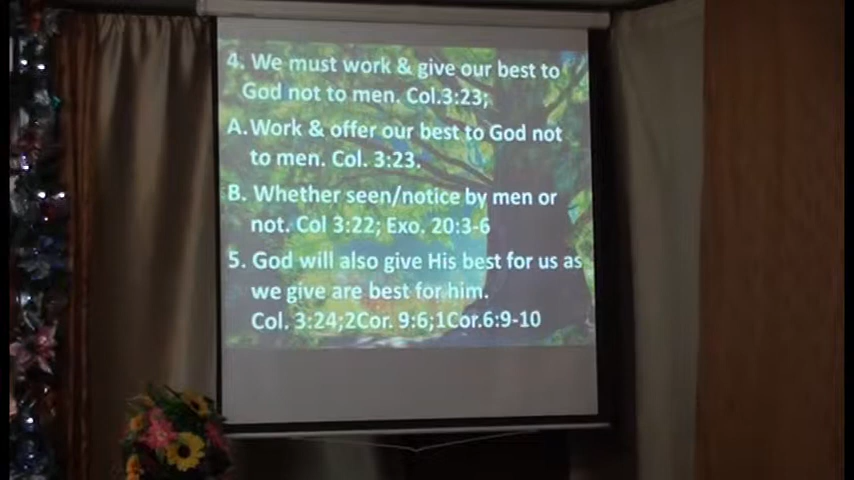 4. We must work & give our best to
God not to men. Col.3:23;
A. Work & offer our best to God not
to men. Col. 3:23.
B. Whether seen/notice by men or
not. Col 3:22; Exo. 20:3-6
5. God will also give His best for us as
we give are best for him.
Col. 3:24;2Cor. 9:6;1Cor.6:9-10